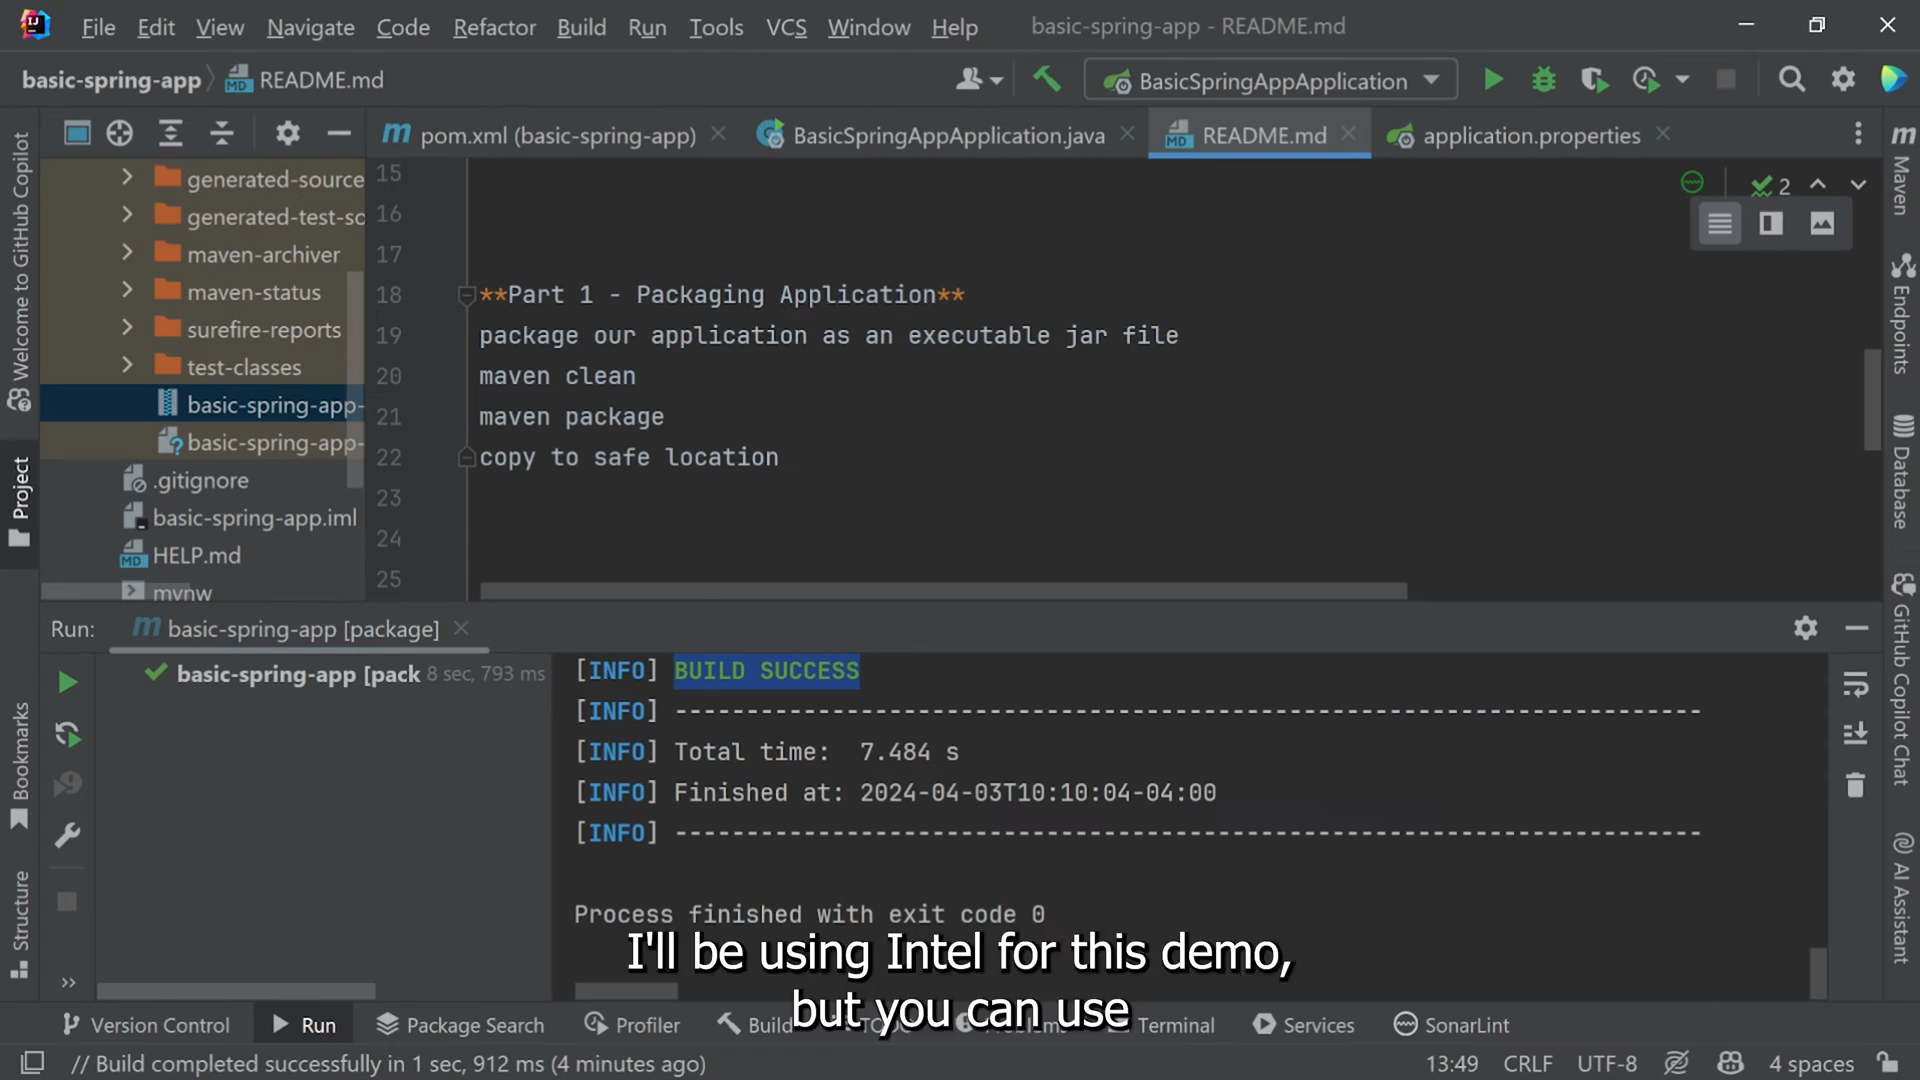 File Edit View Navigate Code Refactor Build Run Tools VCS Window Help basic-spring-app - README.md
basic-spring-app README.md BasicSpringAppApplication
pom.xml (basic-spring-app) BasicSpringAppApplication.java README.md application.properties
Welcome to GitHub Copilot
Project
Bookmarks
Structure
generated-source
generated-test-so
maven-archiver
maven-status
surefire-reports
test-classes
basic-spring-app-
basic-spring-app-
.gitignore
basic-spring-app.iml
HELP.md
mvnw
2
15
16
17
18 **Part 1 - Packaging Application**
19 package our application as an executable jar file
20 maven clean
21 maven package
22 copy to safe location
23
24
25
Maven
Endpoints
Database
GitHub Copilot Chat
AI Assistant
Run: basic-spring-app [package]
basic-spring-app [pack 8 sec, 793 ms
[INFO] BUILD SUCCESS
[INFO] ------------------------------------------------------------------------
[INFO] Total time:  7.484 s
[INFO] Finished at: 2024-04-03T10:10:04-04:00
[INFO] ------------------------------------------------------------------------
Process finished with exit code 0
I'll be using Intel for this demo,
but you can use
Version Control Run Package Search Profiler Build Terminal Services SonarLint
// Build completed successfully in 1 sec, 912 ms (4 minutes ago) 13:49 CRLF UTF-8 4 spaces